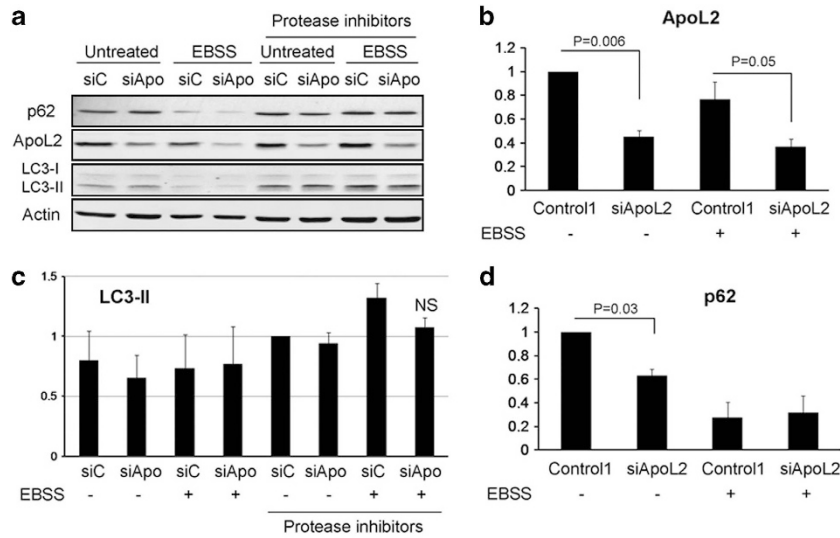 a
Protease inhibitors
Untreated EBSS Untreated EBSS
siC siApo siC siApo siC siApo siC siApo
p62
ApoL2
LC3-I
LC3-II
Actin
b
ApoL2
1.2
1
0.8
0.6
0.4
0.2
0
P=0.006
P=0.05
Control1 siApoL2 Control1 siApoL2
EBSS - - + +
c
LC3-II
1.5
1
0.5
0
NS
siC siApo siC siApo siC siApo siC siApo
EBSS - - + + - - + +
Protease inhibitors
d
p62
1.2
1
0.8
0.6
0.4
0.2
0
P=0.03
Control1 siApoL2 Control1 siApoL2
EBSS - - + +